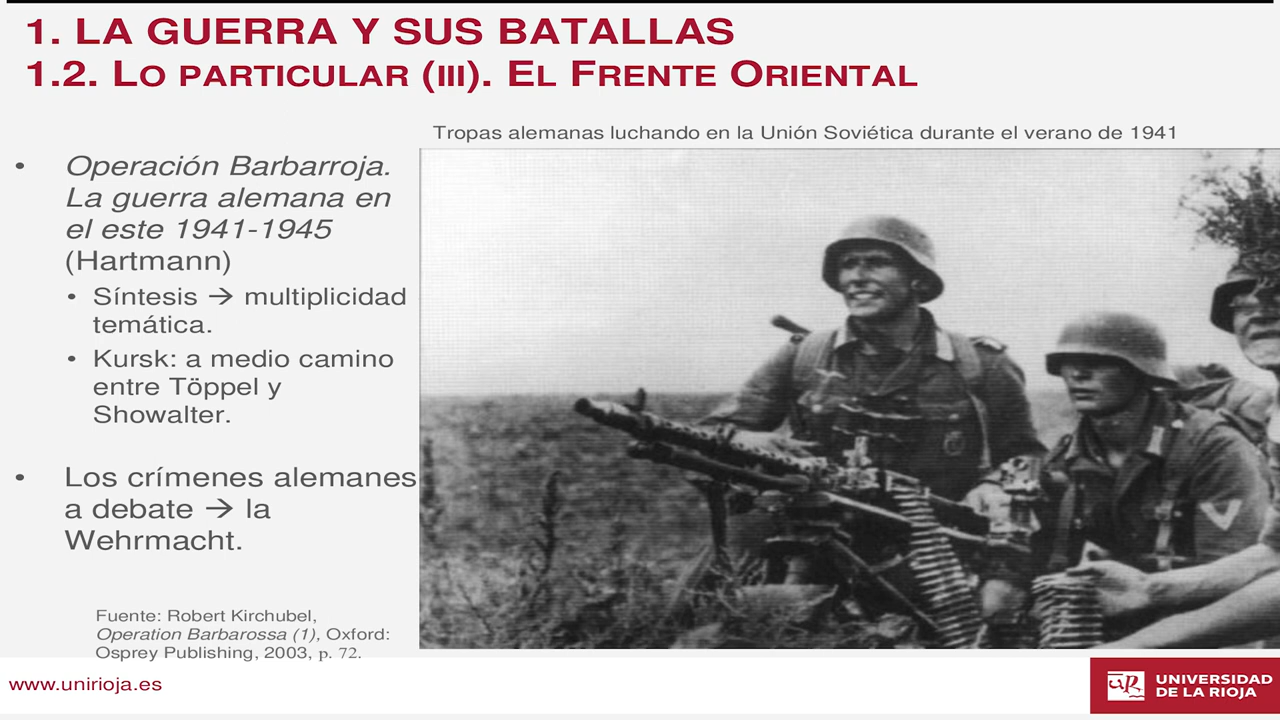 1. LA GUERRA Y SUS BATALLAS
1.2. LO PARTICULAR (III). EL FRENTE ORIENTAL
Tropas alemanas luchando en la Unión Soviética durante el verano de 1941
• Operación Barbarroja.
La guerra alemana en
el este 1941-1945
(Hartmann)
• Síntesis → multiplicidad
temática.
• Kursk: a medio camino
entre Töppel y
Showalter.
• Los crímenes alemanes
a debate → la
Wehrmacht.
Fuente: Robert Kirchubel,
Operation Barbarossa (1), Oxford:
Osprey Publishing, 2003, p. 72.
www.unirioja.es
UNIVERSIDAD
DE LA RIOJA